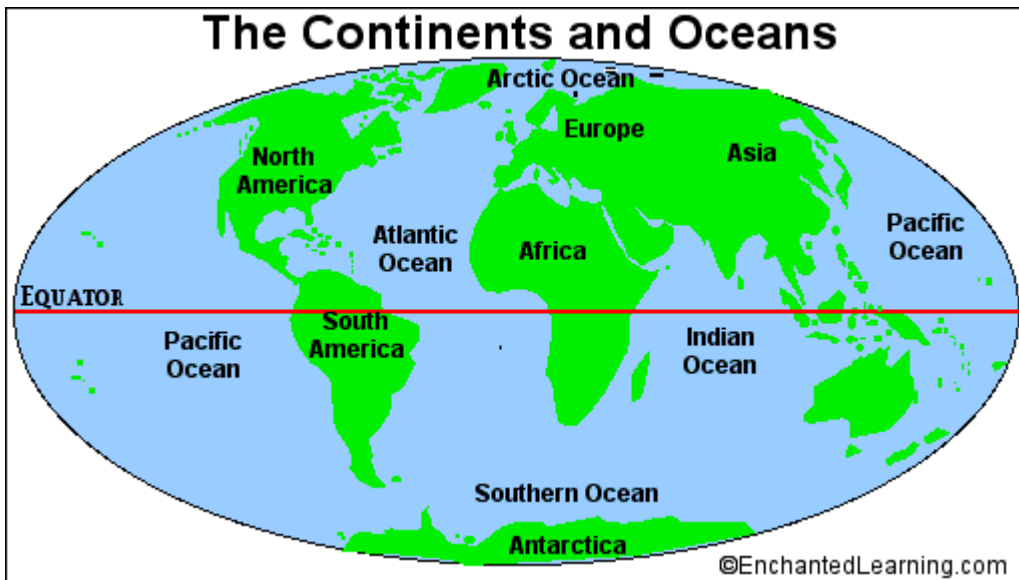 The Continents and Oceans
Arctic Ocean
Europe
Asia
North
America
Atlantic
Ocean
Africa
Pacific
Ocean
EQUATOR
Pacific
Ocean
South
America
Indian
Ocean
Southern Ocean
Antarctica
©EnchantedLearning.com